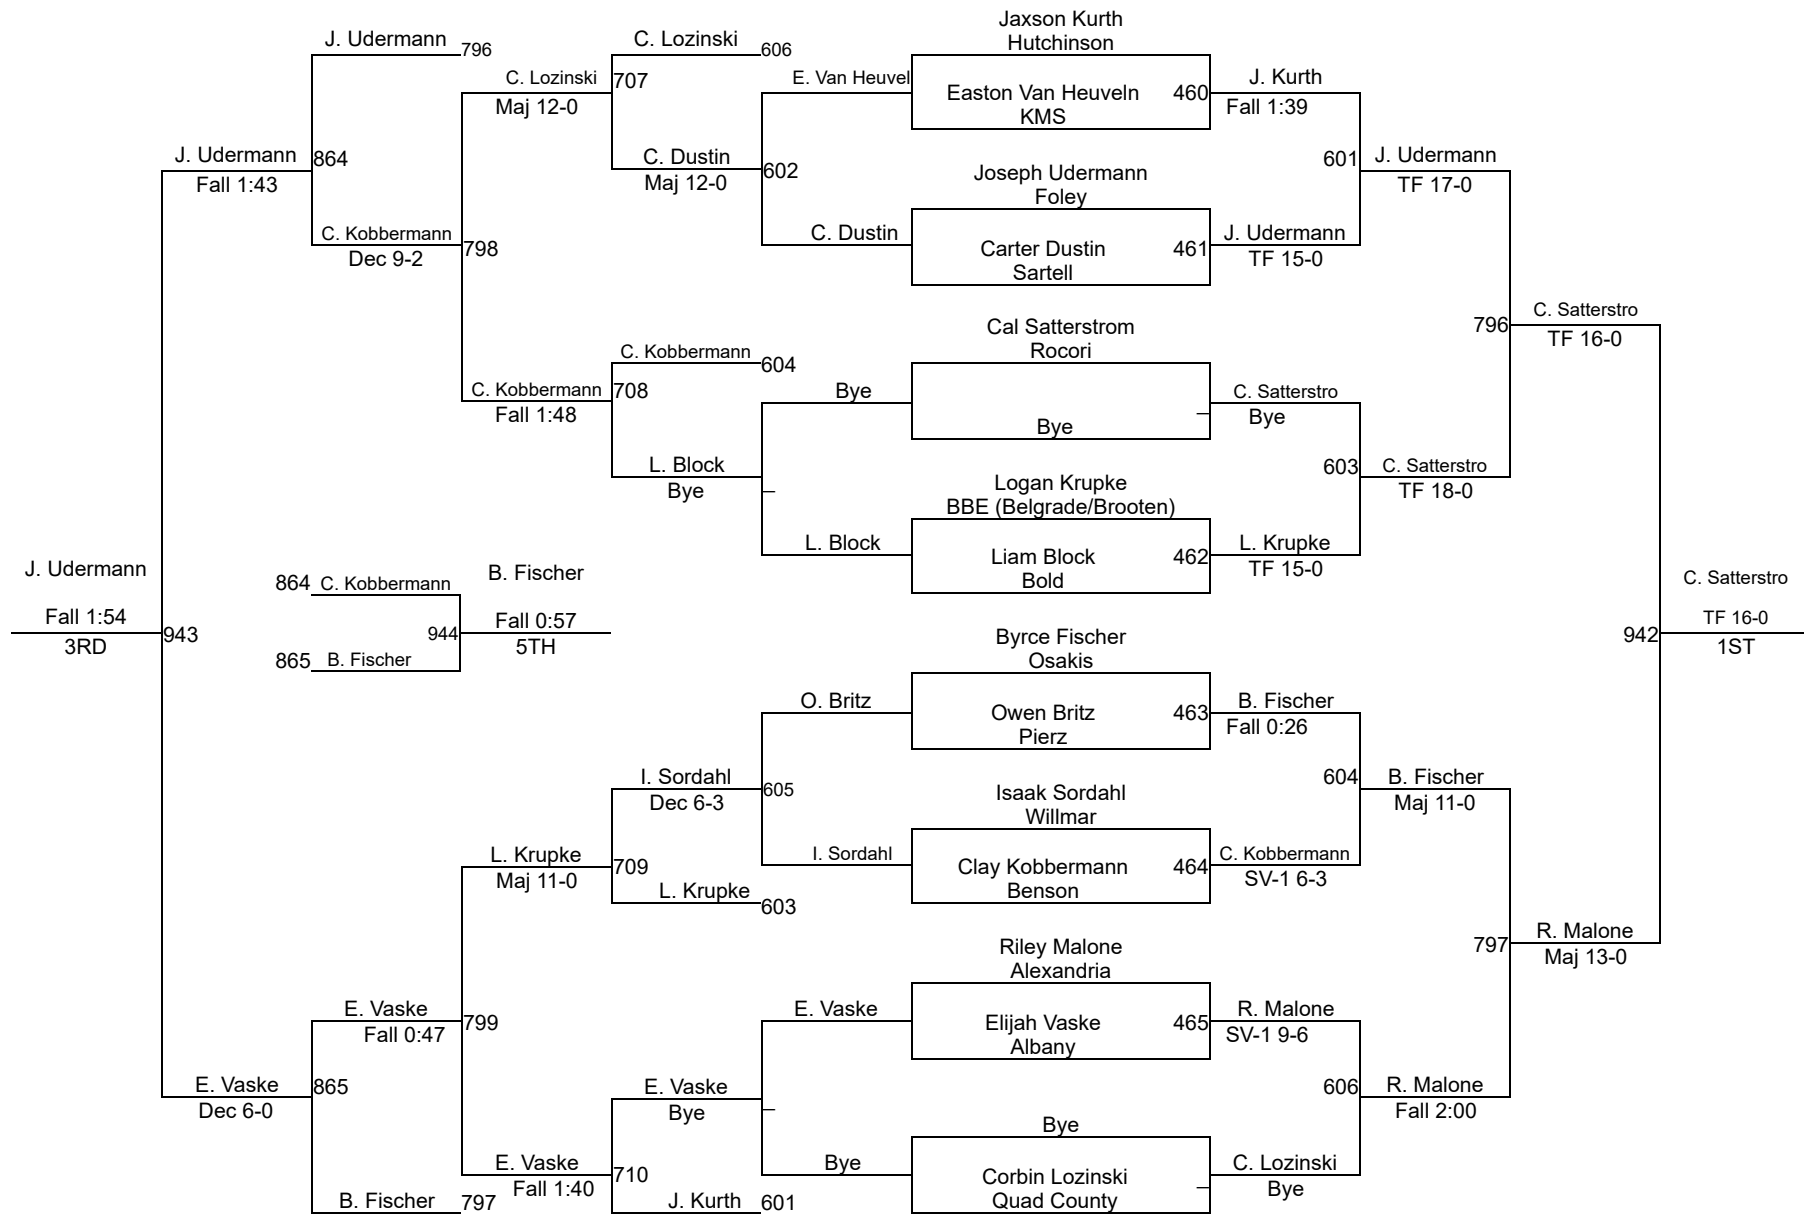 J. Udermann
796
C. Lozinski
Maj 12-0
C. Lozinski
606
707
C. Dustin
Maj 12-0
E. Van Heuvel
602
C. Dustin
J. Udermann
Fall 1:43
864
C. Kobbermann
Dec 9-2
798
C. Kobbermann
Fall 1:48
C. Kobbermann
604
708
L. Block
Bye
Bye
L. Block
J. Udermann
Fall 1:54
3RD
943
864
C. Kobbermann
944
865
B. Fischer
B. Fischer
Fall 0:57
5TH
O. Britz
I. Sordahl
Dec 6-3
605
I. Sordahl
L. Krupke
Maj 11-0
709
L. Krupke
603
E. Vaske
Fall 0:47
799
E. Vaske
Dec 6-0
865
B. Fischer
797
E. Vaske
E. Vaske
Bye
Bye
E. Vaske
Fall 1:40
710
J. Kurth
601
Jaxson Kurth
Hutchinson
Easton Van Heuveln
KMS
460
Joseph Udermann
Foley
Carter Dustin
Sartell
461
Cal Satterstrom
Rocori
Bye
Logan Krupke
BBE (Belgrade/Brooten)
Liam Block
Bold
462
Byrce Fischer
Osakis
Owen Britz
Pierz
463
Isaak Sordahl
Willmar
Clay Kobbermann
Benson
464
Riley Malone
Alexandria
Elijah Vaske
Albany
465
Bye
Corbin Lozinski
Quad County
J. Kurth
Fall 1:39
601
J. Udermann
TF 15-0
J. Udermann
TF 17-0
C. Satterstro
Bye
603
L. Krupke
TF 15-0
C. Satterstro
TF 18-0
796
C. Satterstro
TF 16-0
B. Fischer
Fall 0:26
604
C. Kobbermann
SV-1 6-3
B. Fischer
Maj 11-0
R. Malone
SV-1 9-6
606
C. Lozinski
Bye
R. Malone
Fall 2:00
797
R. Malone
Maj 13-0
942
C. Satterstro
TF 16-0
1ST